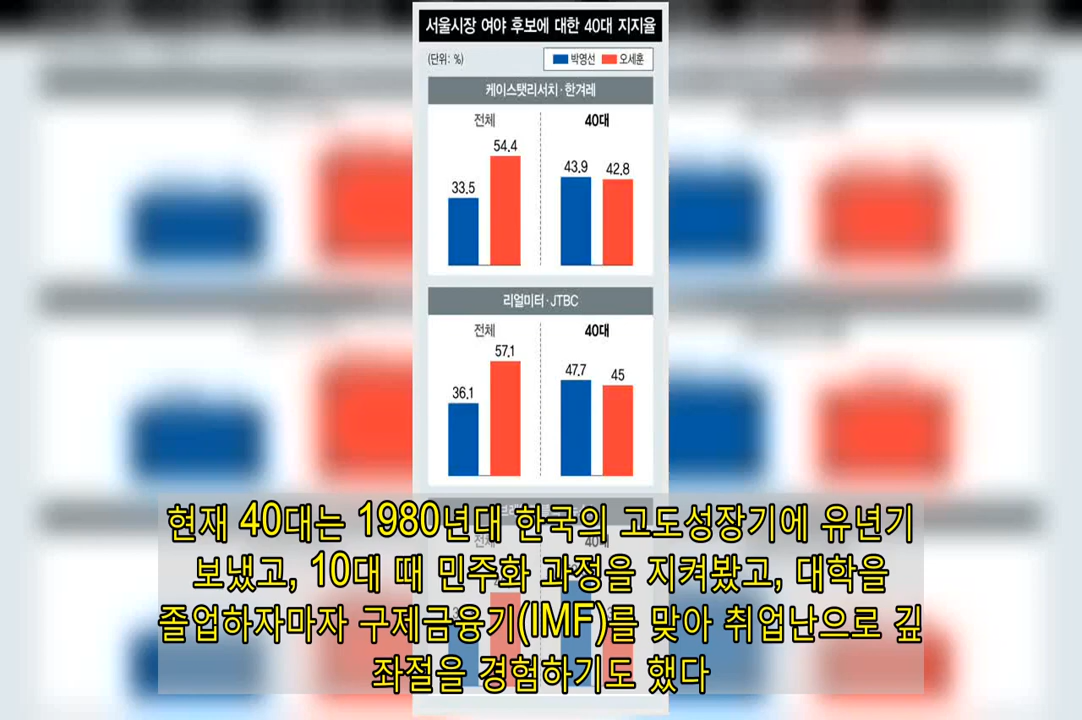 서울시장 여야 후보에 대한 40대 지지율
(단위: %)
박영선 오세훈
케이스탯리서치·한겨레
전체 40대
33.5 54.4 43.9 42.8
리얼미터·JTBC
전체 40대
36.1 57.1 47.7 45
전체 40대
현재 40대는 1980년대 한국의 고도성장기에 유년기
보냈고, 10대 때 민주화 과정을 지켜봤고, 대학을
졸업하자마자 구제금융기(IMF)를 맞아 취업난으로 깊
좌절을 경험하기도 했다